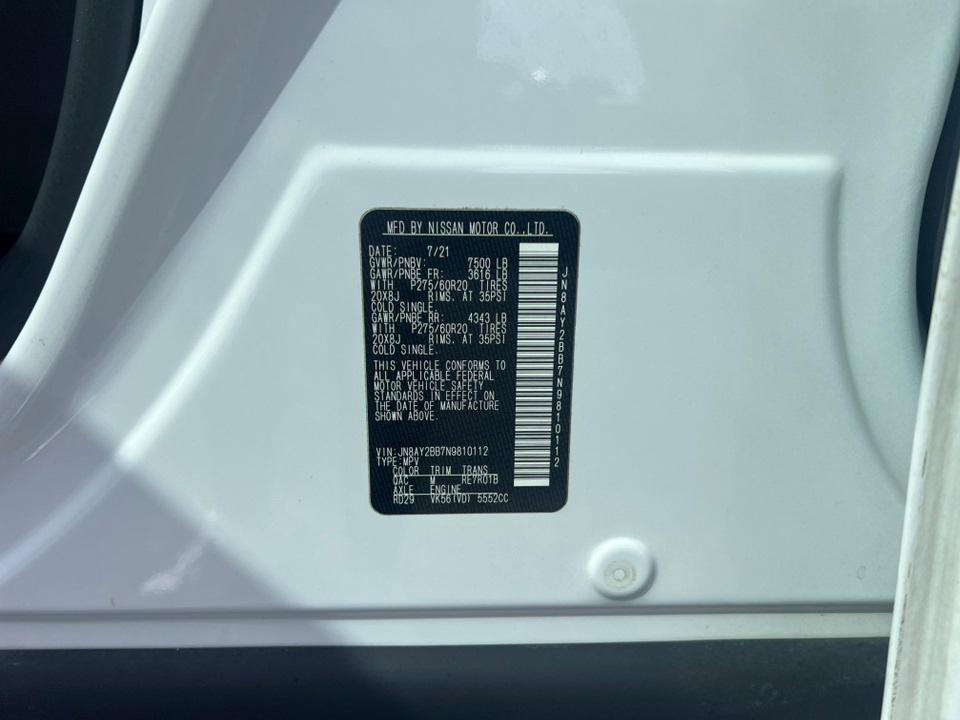 MFD BY NISSAN MOTOR CO.,LTD.
DATE: 7/21
GVWR/PNBV: 7500 LB
GAWR/PNBE FR: 3616 LB
WITH P275/60R20 TIRES
20X8J RIMS. AT 35PSI
COLD SINGLE.
GAWR/PNBE RR: 4343 LB
WITH P275/60R20 TIRES
20X8J RIMS. AT 35PSI
COLD SINGLE.
THIS VEHICLE CONFORMS TO
ALL APPLICABLE FEDERAL
MOTOR VEHICLE SAFETY
STANDARDS IN EFFECT ON
THE DATE OF MANUFACTURE
SHOWN ABOVE.
VIN:JN8AY2BB7N9810112
TYPE:MPV
COLOR TRIM TRANS
QAC M RE7R01B
AXLE ENGINE
RD29 VK56(VD) 5552CC
JN8AY2BB7N9810112